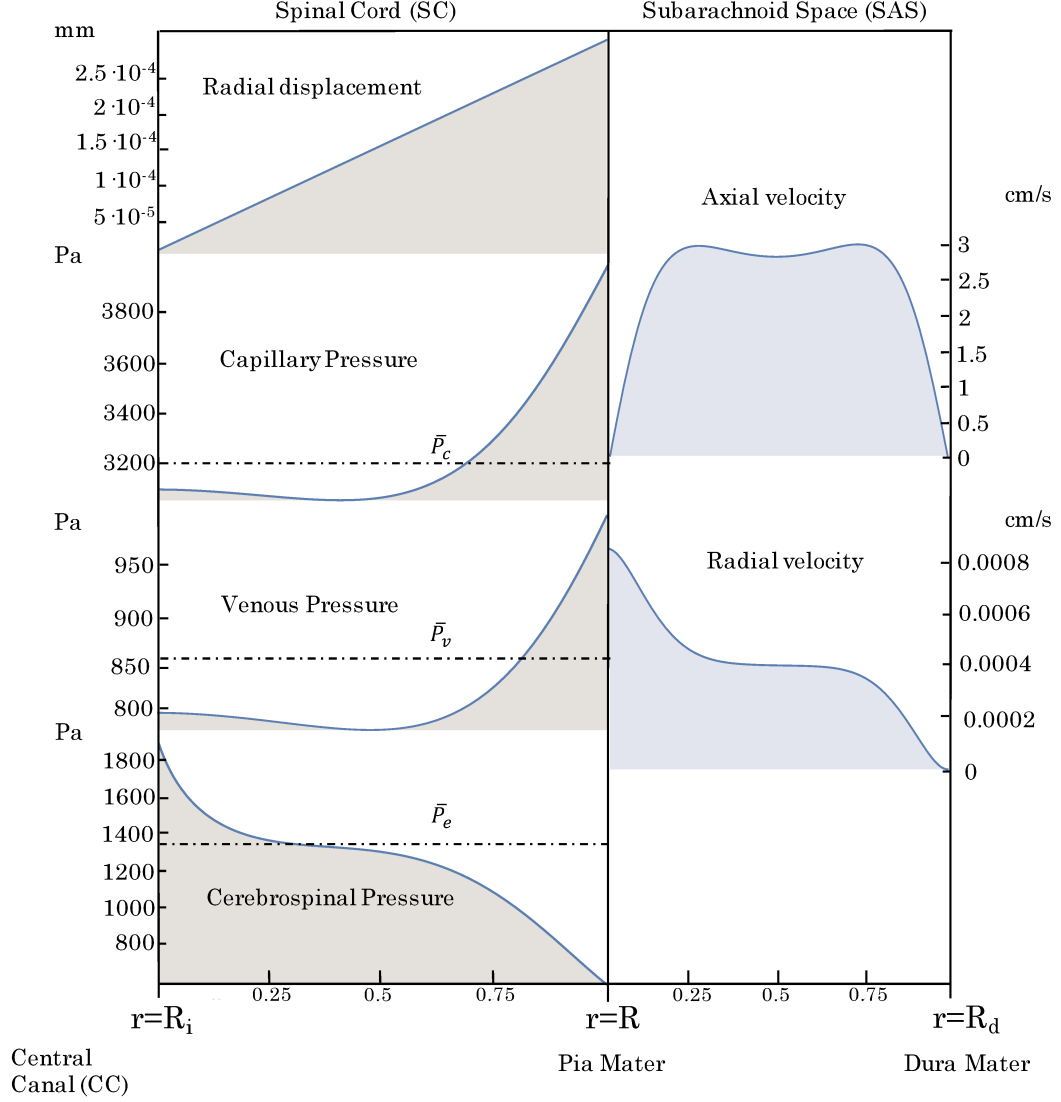 Spinal Cord (SC) Subarachnoid Space (SAS)
mm
2.5·10⁻⁴
Radial displacement
2·10⁻⁴
1.5·10⁻⁴
1·10⁻⁴
5·10⁻⁵
Axial velocity cm/s
Pa
3
2.5
2
1.5
1
0.5
0
3800
3600
Capillary Pressure
3400
P̄c
3200
Pa cm/s
950
900
850
800
Venous Pressure
P̄v
Radial velocity
0.0008
0.0006
0.0004
0.0002
0
Pa
1800
1600
1400
1200
1000
800
P̄e
Cerebrospinal Pressure
0.25 0.5 0.75 0.25 0.5 0.75
r=Ri r=R r=Rd
Central
Canal (CC)
Pia Mater Dura Mater